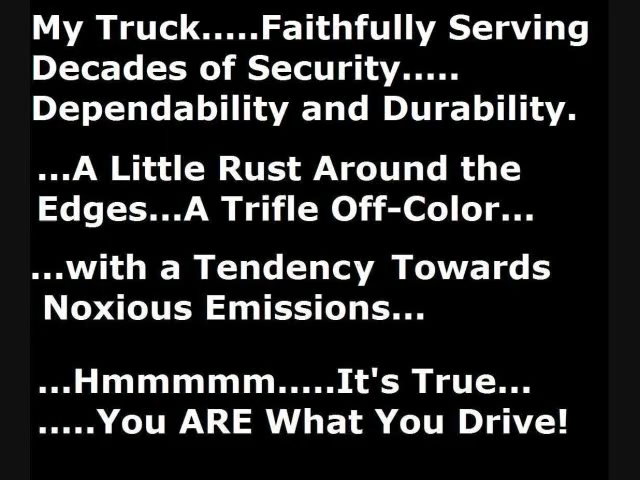 My Truck.....Faithfully Serving
Decades of Security.....
Dependability and Durability.
...A Little Rust Around the
Edges...A Trifle Off-Color...
...with a Tendency Towards
Noxious Emissions...
...Hmmmmm.....It's True...
.....You ARE What You Drive!